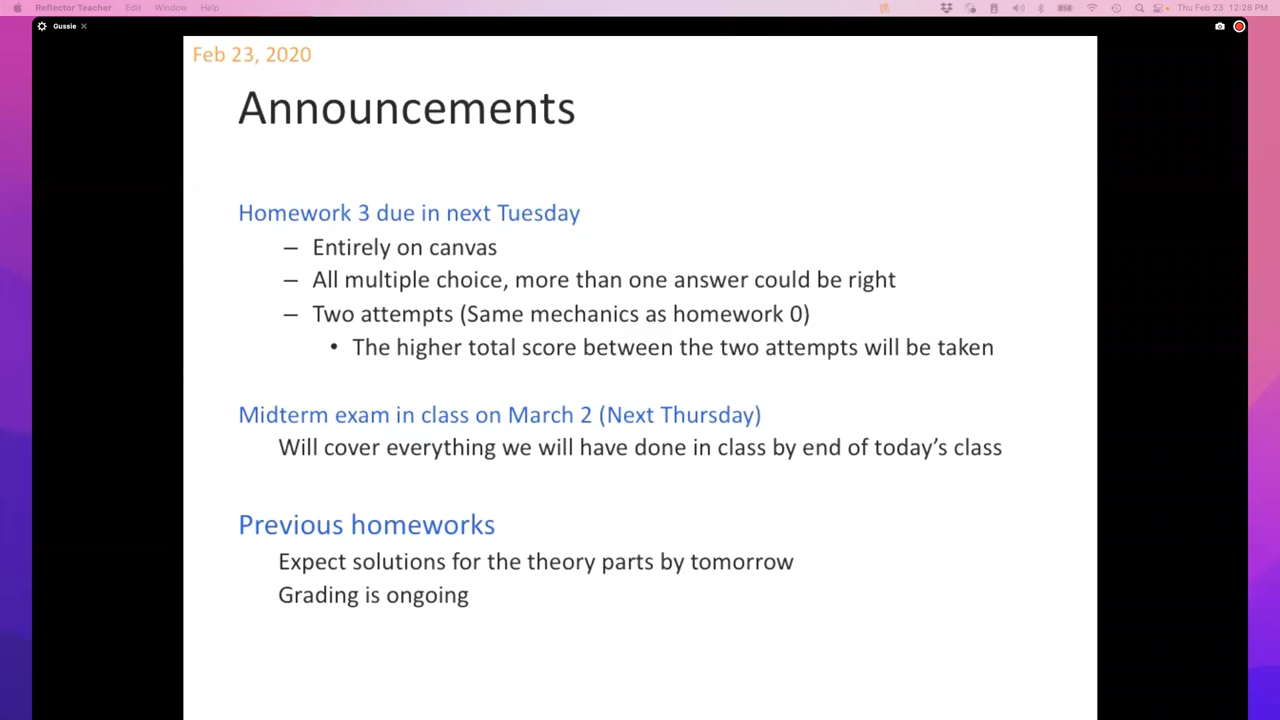 Reflector Teacher Edit Window Help Thu Feb 23 12:28 PM
Gussie
Feb 23, 2020
Announcements
Homework 3 due in next Tuesday
– Entirely on canvas
– All multiple choice, more than one answer could be right
– Two attempts (Same mechanics as homework 0)
• The higher total score between the two attempts will be taken
Midterm exam in class on March 2 (Next Thursday)
Will cover everything we will have done in class by end of today’s class
Previous homeworks
Expect solutions for the theory parts by tomorrow
Grading is ongoing